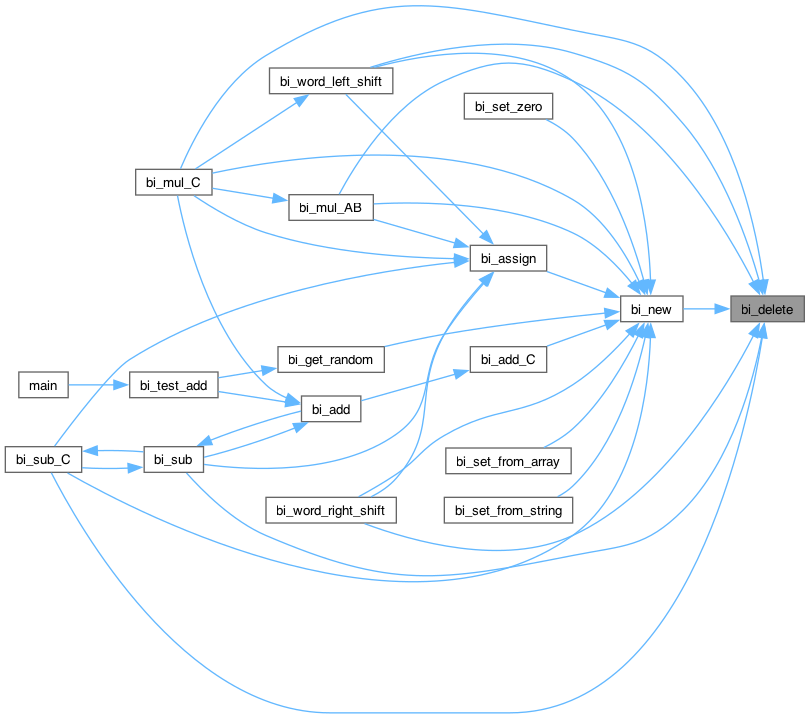 bi_word_left_shift
bi_set_zero
bi_mul_C
bi_mul_AB
bi_assign
bi_new
bi_delete
bi_get_random
bi_add_C
main
bi_test_add
bi_add
bi_sub_C
bi_sub
bi_set_from_array
bi_word_right_shift
bi_set_from_string